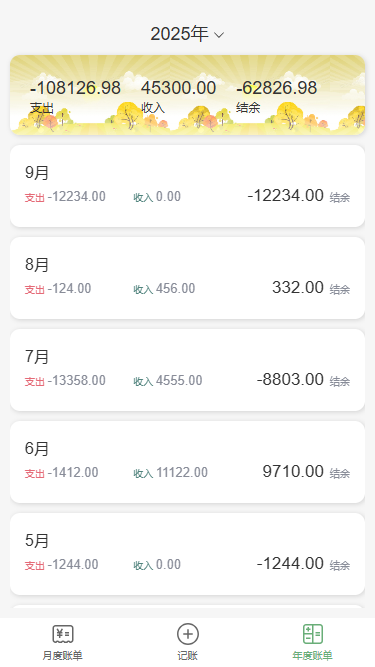 2025年
-108126.98 45300.00 -62826.98
支出 收入 结余
9月
支出 -12234.00 收入 0.00 -12234.00 结余
8月
支出 -124.00 收入 456.00 332.00 结余
7月
支出 -13358.00 收入 4555.00 -8803.00 结余
6月
支出 -1412.00 收入 11122.00 9710.00 结余
5月
支出 -1244.00 收入 0.00 -1244.00 结余
月度账单 记账 年度账单